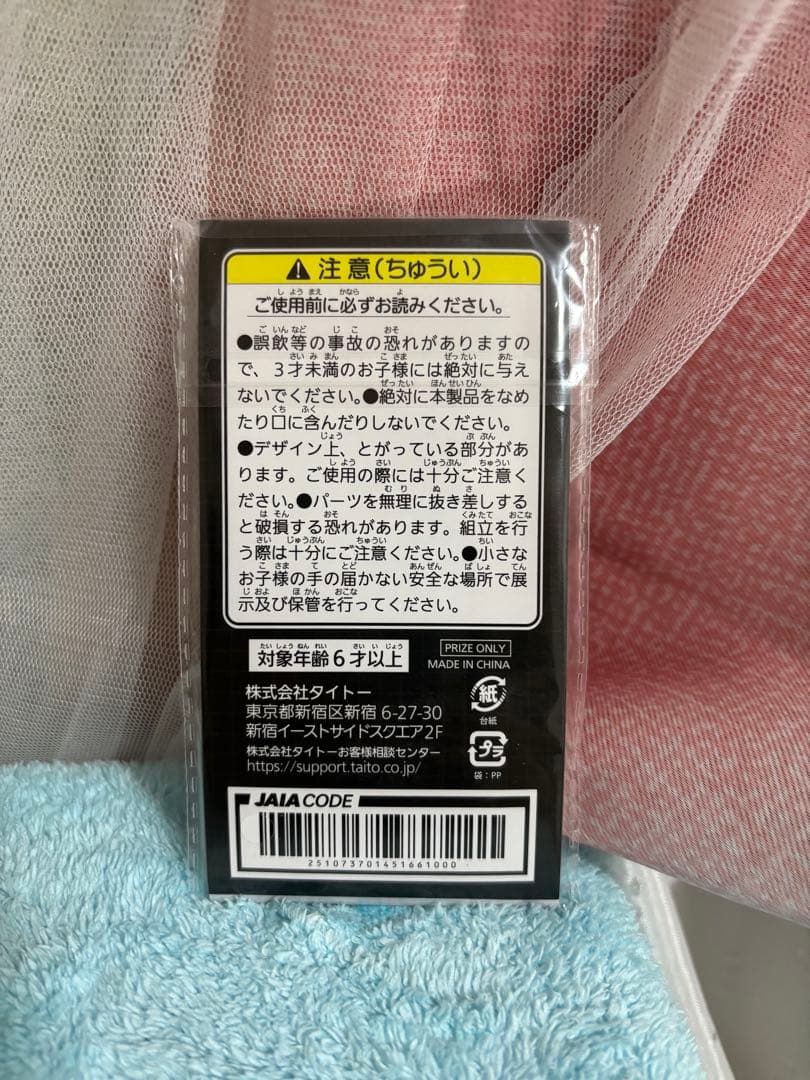 ⚠ 注意(ちゅうい)
ご使用前に必ずお読みください。
●誤飲等の事故の恐れがありますの
で、3才未満のお子様には絶対に与え
ないでください。●絶対に本製品をなめ
たり口に含んだりしないでください。
●デザイン上、とがっている部分があ
ります。ご使用の際には十分ご注意く
ださい。●パーツを無理に抜き差しする
と破損する恐れがあります。組立を行
う際は十分にご注意ください。●小さな
お子様の手の届かない安全な場所で展
示及び保管を行ってください。
対象年齢6才以上
PRIZE ONLY
MADE IN CHINA
株式会社タイトー
東京都新宿区新宿 6-27-30
新宿イーストサイドスクエア2F
株式会社タイトーお客様相談センター
https://support.taito.co.jp/
紙
台紙
プラ
袋:PP
JAIA CODE
2510737014516610​00